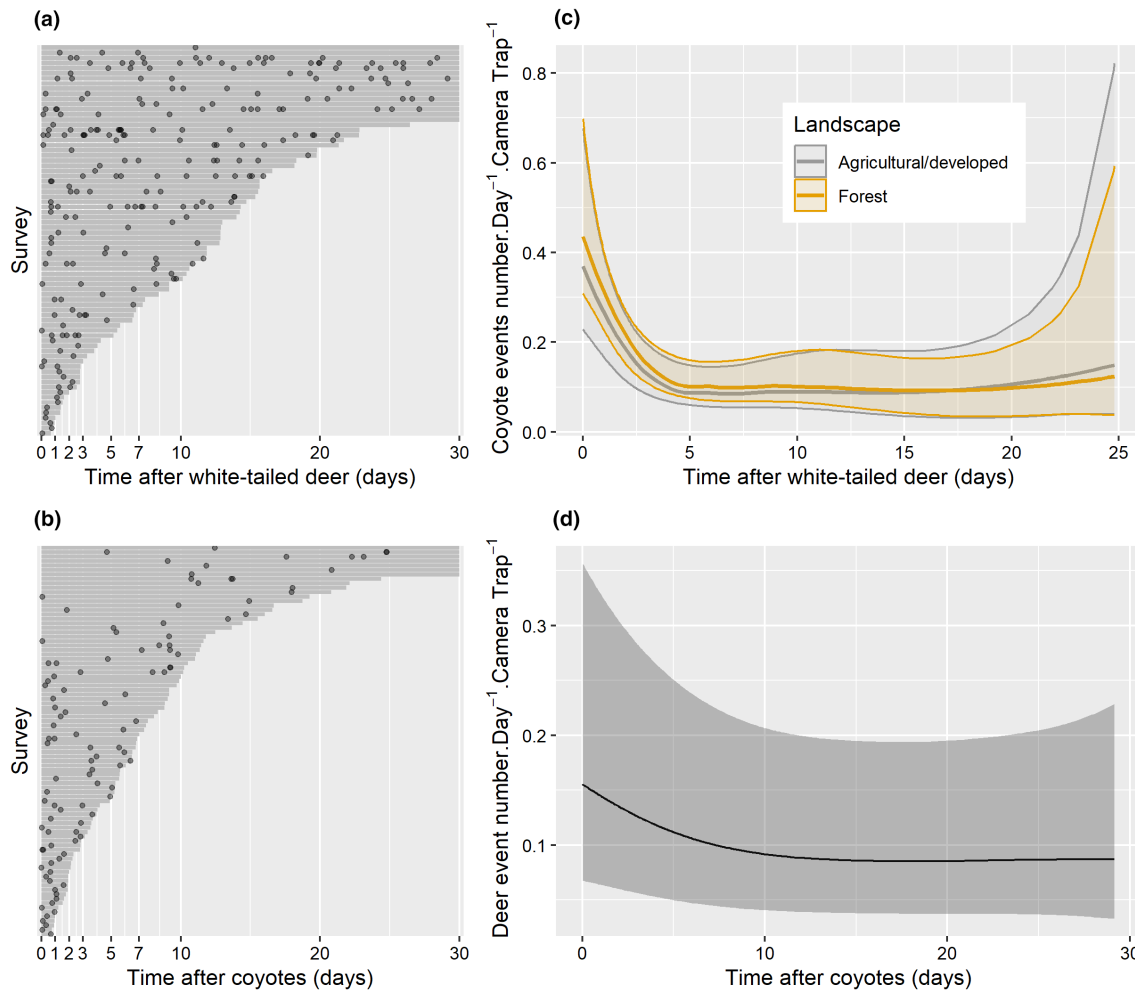 (a)
Survey
0 1 2 3 5 7 10 20 30
Time after white-tailed deer (days)
(c)
Coyote events number.Day⁻¹.Camera Trap⁻¹
0.8
0.6
0.4
0.2
0.0
Landscape
Agricultural/developed
Forest
0 5 10 15 20 25
Time after white-tailed deer (days)
(b)
Survey
0 1 2 3 5 7 10 20 30
Time after coyotes (days)
(d)
Deer event number.Day⁻¹.Camera Trap⁻¹
0.3
0.2
0.1
0 10 20 30
Time after coyotes (days)